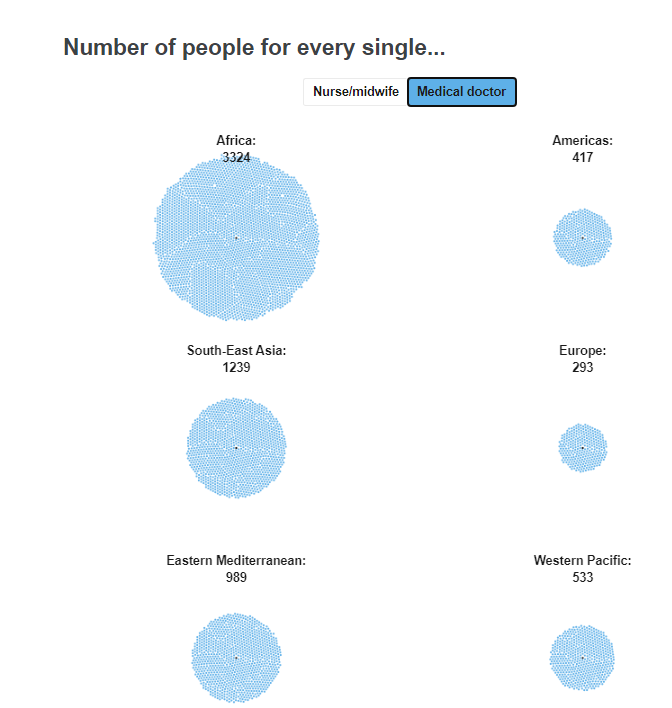 Number of people for every single...
Nurse/midwife Medical doctor
Africa:
3324
Americas:
417
South-East Asia:
1239
Europe:
293
Eastern Mediterranean:
989
Western Pacific:
533